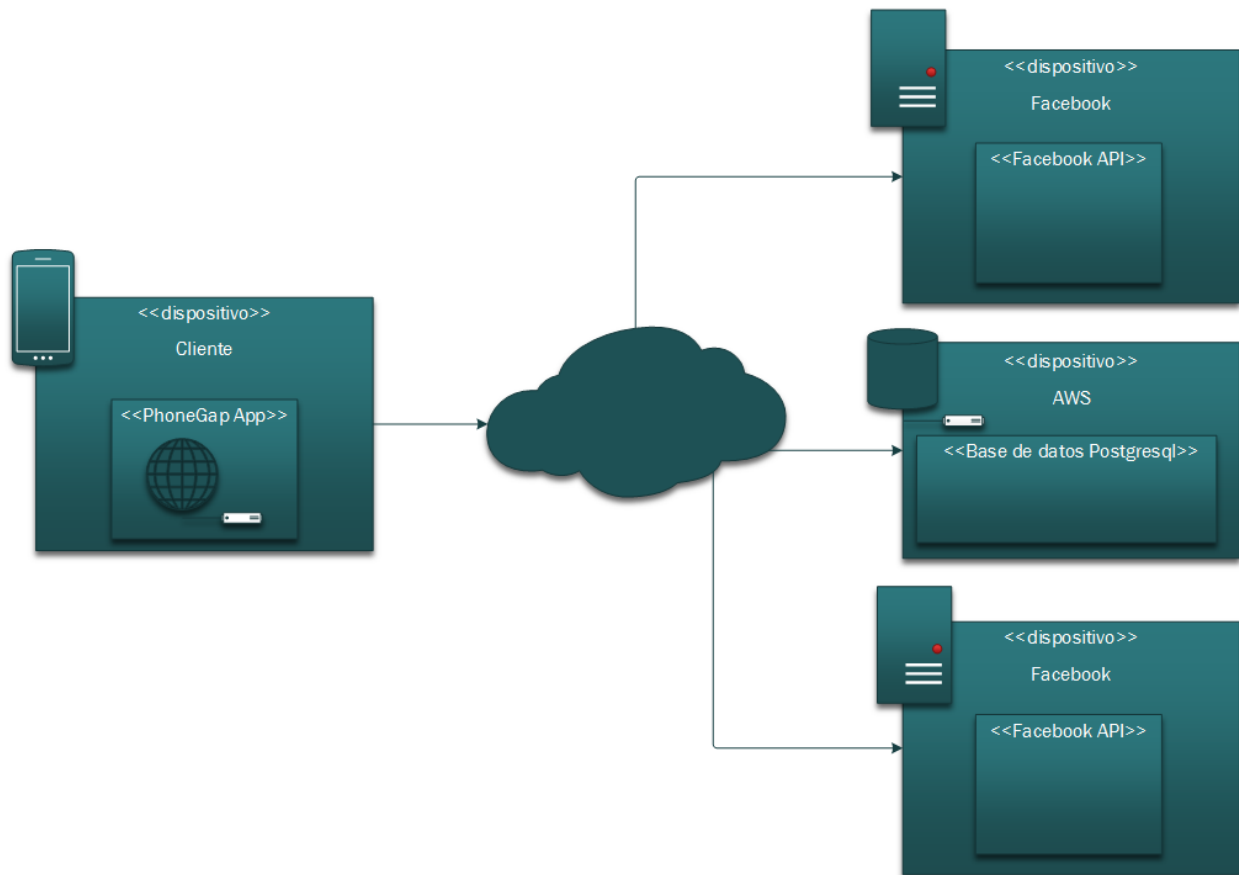 <<dispositivo>>
Facebook
<<Facebook API>>
<<dispositivo>>
Cliente
<<PhoneGap App>>
<<dispositivo>>
AWS
<<Base de datos Postgresql>>
<<dispositivo>>
Facebook
<<Facebook API>>